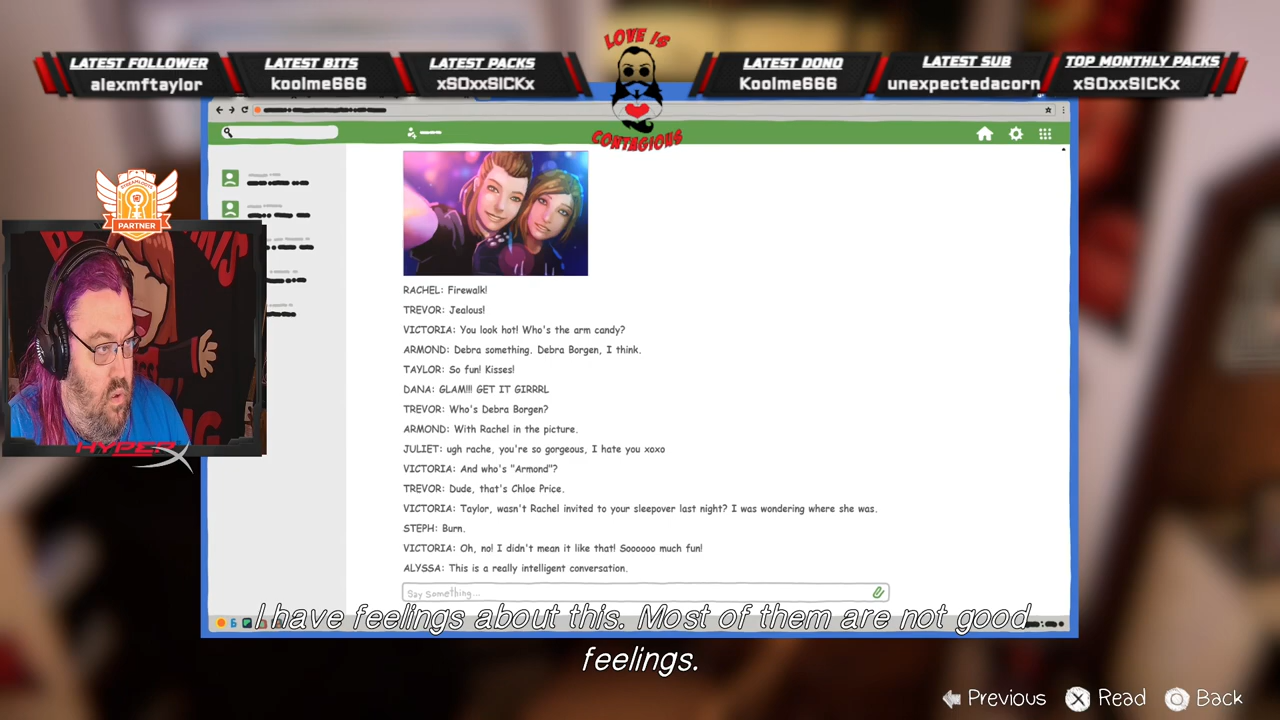 LOVE IS
CONTAGIOUS
LATEST FOLLOWER
alexmftaylor
LATEST BITS
koolme666
LATEST PACKS
xSOxxSICKx
LATEST DONO
Koolme666
LATEST SUB
unexpectedacorn
TOP MONTHLY PACKS
xSOxxSICKx
PARTNER
HYPERX
RACHEL: Firewalk!
TREVOR: Jealous!
VICTORIA: You look hot! Who's the arm candy?
ARMOND: Debra something. Debra Borgen, I think.
TAYLOR: So fun! Kisses!
DANA: GLAM!!! GET IT GIRRRL
TREVOR: Who's Debra Borgen?
ARMOND: With Rachel in the picture.
JULIET: ugh rache, you're so gorgeous, I hate you xoxo
VICTORIA: And who's "Armond"?
TREVOR: Dude, that's Chloe Price.
VICTORIA: Taylor, wasn't Rachel invited to your sleepover last night? I was wondering where she was.
STEPH: Burn.
VICTORIA: Oh, no! I didn't mean it like that! Soooooo much fun!
ALYSSA: This is a really intelligent conversation.
Say Something...
I have feelings about this. Most of them are not good
feelings.
Previous
Read
Back